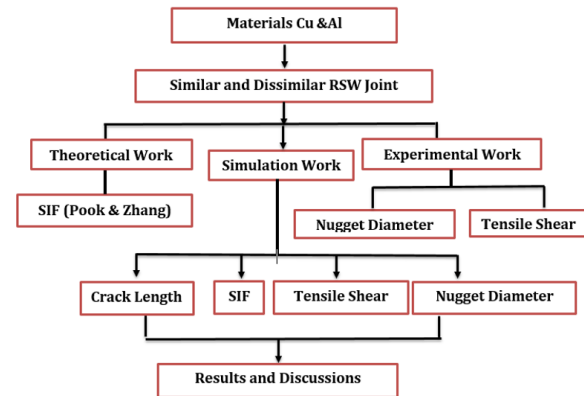 Materials Cu &Al
Similar and Dissimilar RSW Joint
Theoretical Work
Simulation Work
Experimental Work
SIF (Pook & Zhang)
Nugget Diameter
Tensile Shear
Crack Length
SIF
Tensile Shear
Nugget Diameter
Results and Discussions